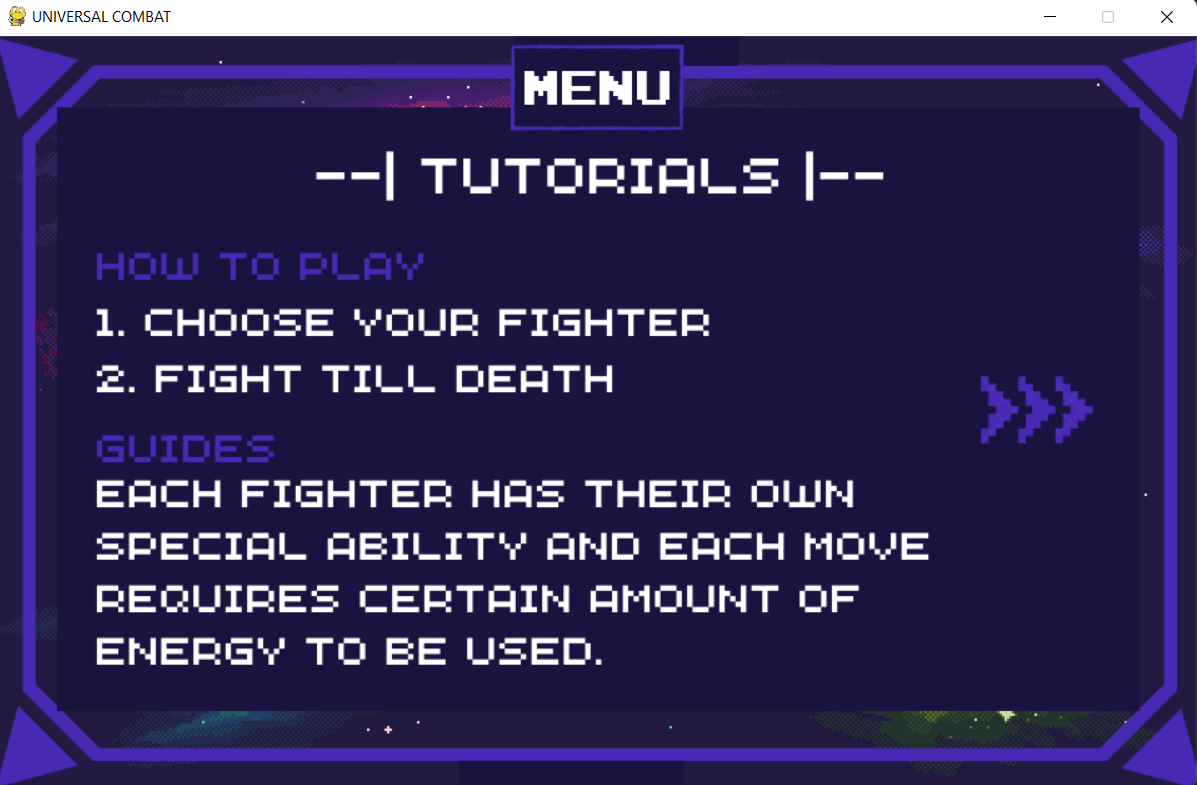 UNIVERSAL COMBAT
MENU
--| TUTORIALS |--
HOW TO PLAY
1. CHOOSE YOUR FIGHTER
2. FIGHT TILL DEATH
GUIDES
EACH FIGHTER HAS THEIR OWN
SPECIAL ABILITY AND EACH MOVE
REQUIRES CERTAIN AMOUNT OF
ENERGY TO BE USED.